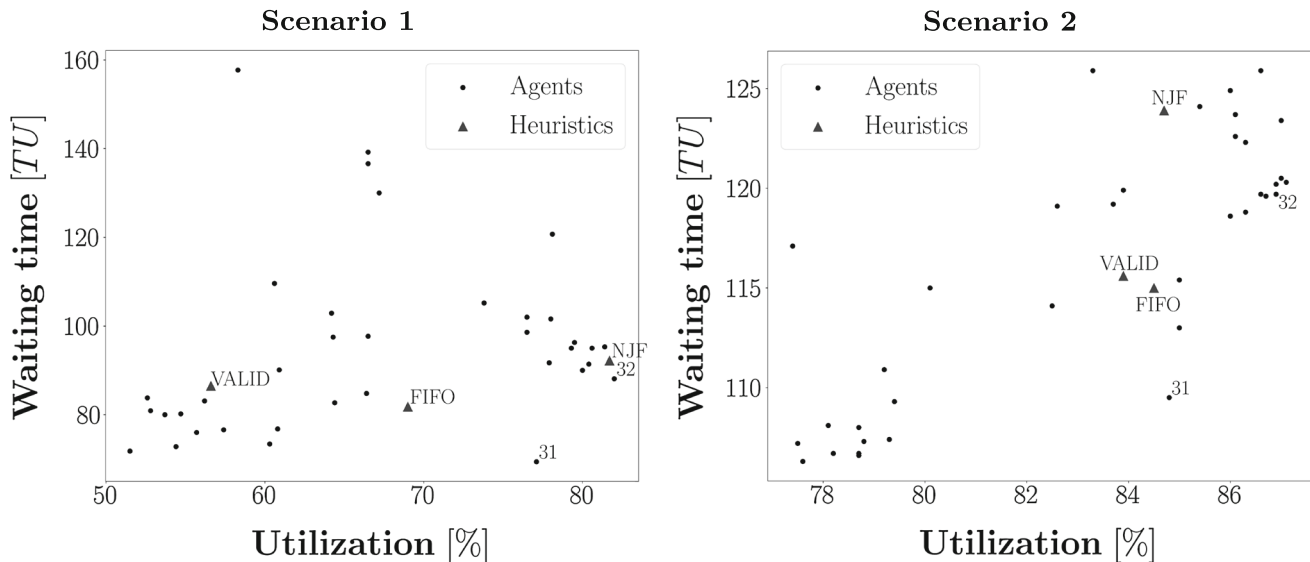 Scenario 1
Waiting time [TU]
160
140
120
100
80
Agents
Heuristics
VALID
FIFO
NJF
32
31
50
60
70
80
Utilization [%]
Scenario 2
Waiting time [TU]
125
120
115
110
Agents
Heuristics
NJF
32
VALID
FIFO
31
78
80
82
84
86
Utilization [%]